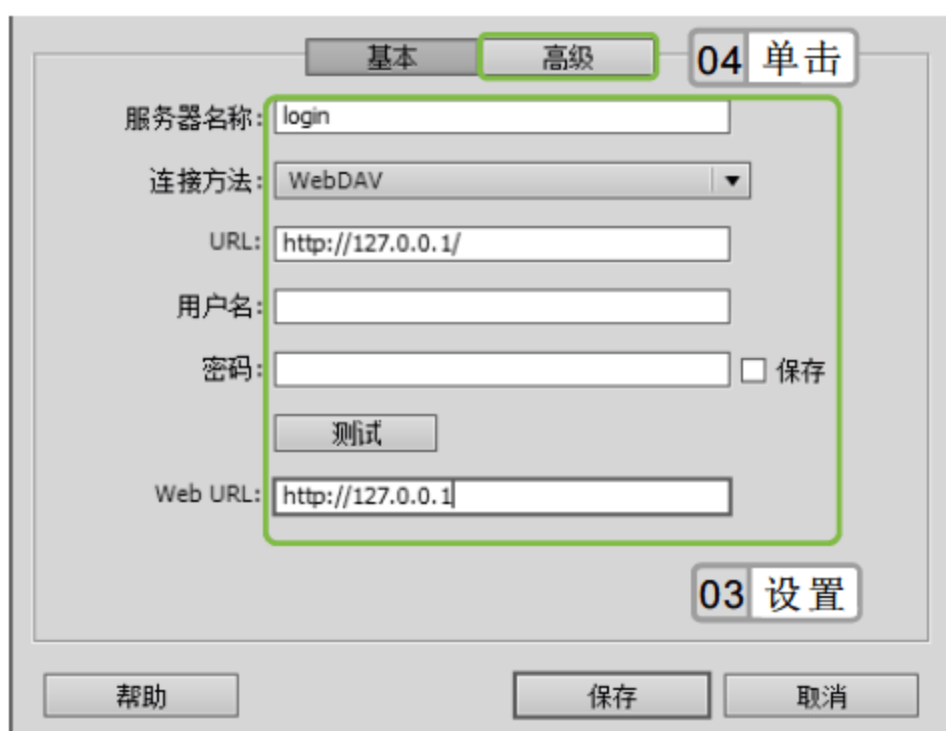 基本 高级 04 单击
服务器名称: login
连接方法: WebDAV
URL: http://127.0.0.1/
用户名:
密码: 保存
测试
Web URL: http://127.0.0.1
03 设置
帮助 保存 取消